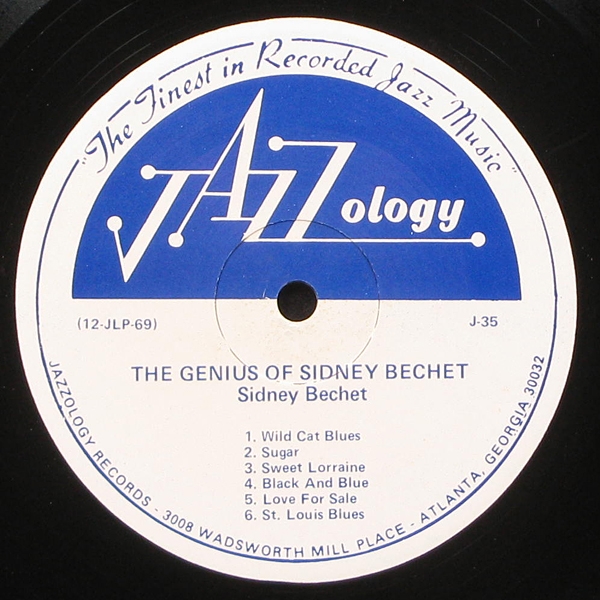 "The Finest in Recorded Jazz Music"
JAZZology
(12-JLP-69) J-35
THE GENIUS OF SIDNEY BECHET
Sidney Bechet
1. Wild Cat Blues
2. Sugar
3. Sweet Lorraine
4. Black And Blue
5. Love For Sale
6. St. Louis Blues
JAZZOLOGY RECORDS - 3008 WADSWORTH MILL PLACE - ATLANTA, GEORGIA 30032